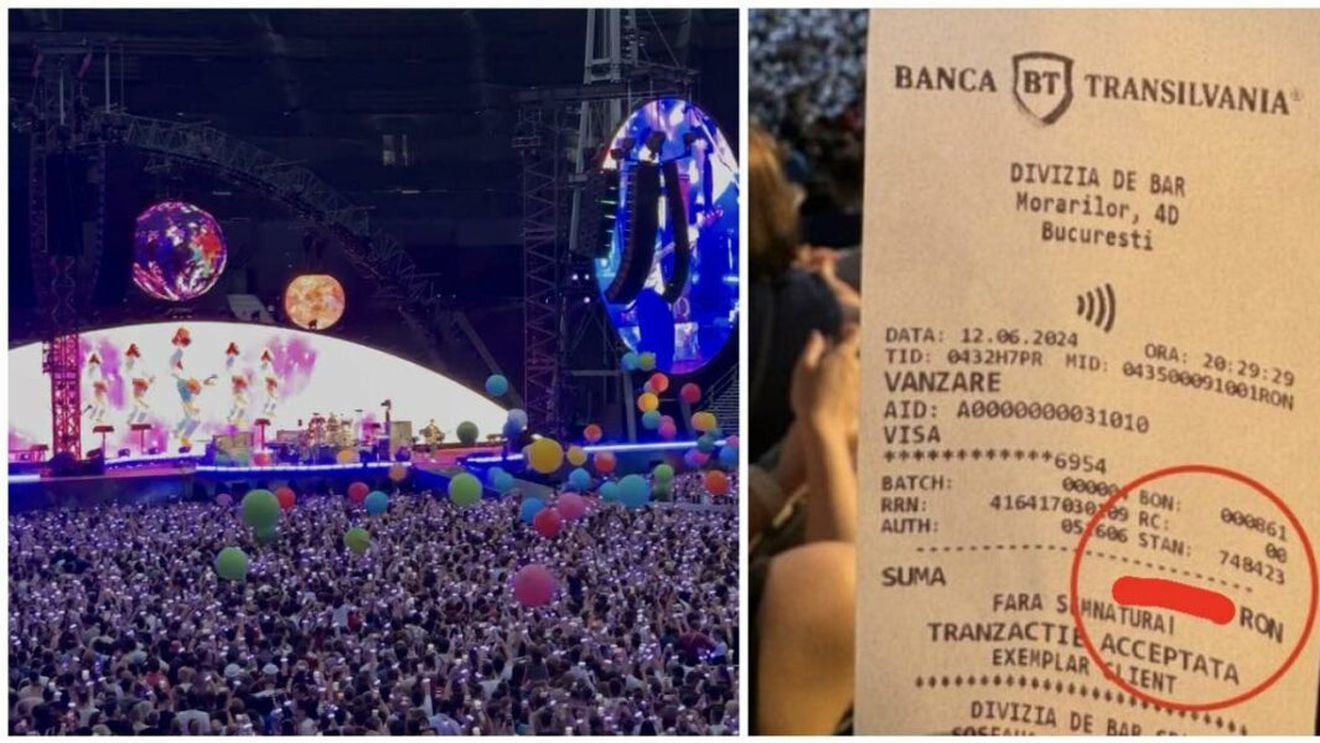 BANCA BT TRANSILVANIA®
DIVIZIA DE BAR
Morarilor, 4D
Bucuresti
DATA: 12.06.2024 ORA: 20:29:29
TID: 0432H7PR MID: 043500091001RON
VANZARE
AID: A0000000031010
VISA
************6954
BATCH: BON: 000861
RRN: RC: 00
AUTH: STAN: 748423
SUMA RON
FARA SEMNATURA!
TRANZACTIE ACCEPTATA
EXEMPLAR CLIENT
DIVIZIA DE BAR